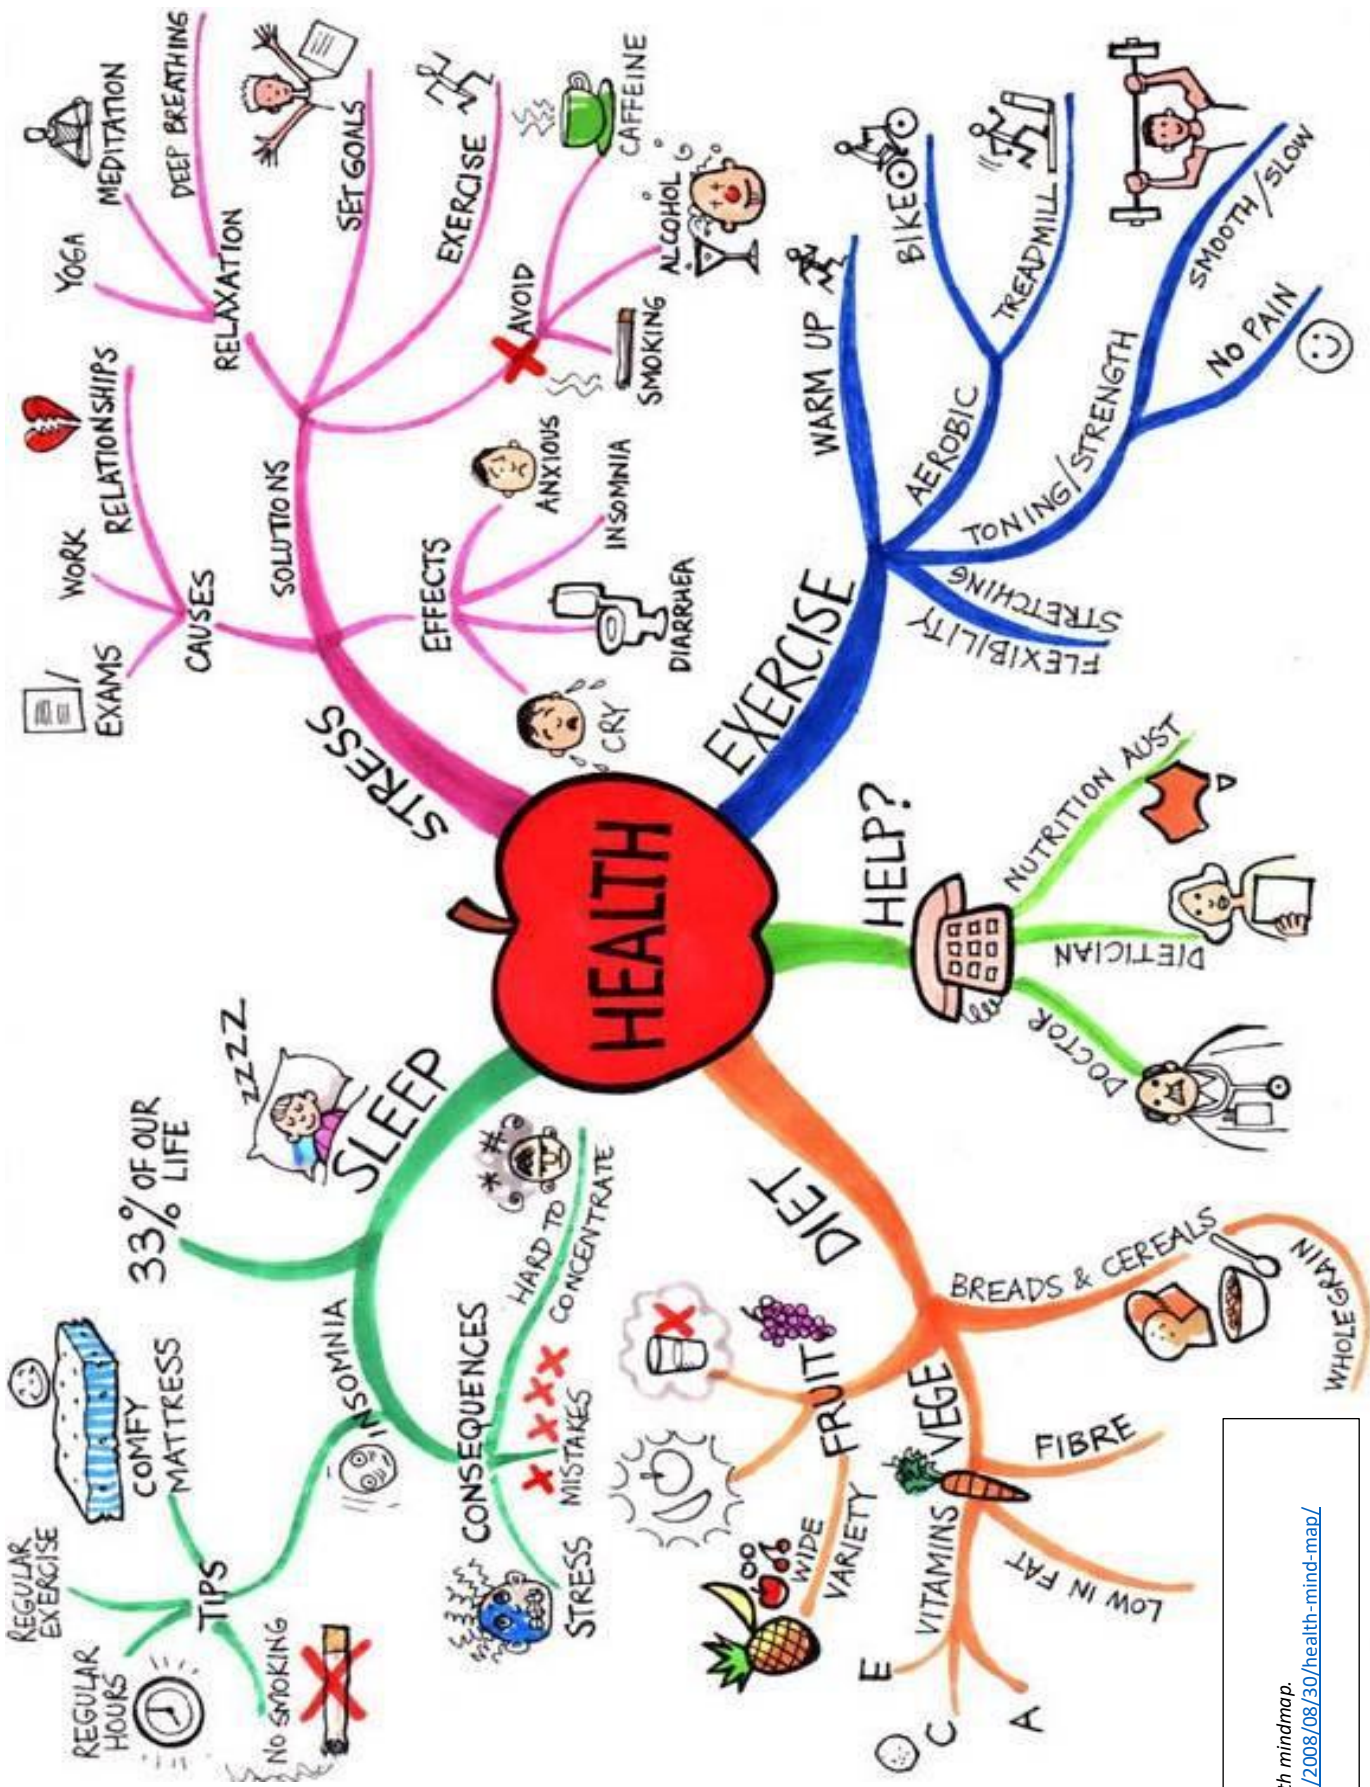 HEALTH
SLEEP
ZZZZ
33% OF OUR
LIFE
INSOMNIA
TIPS
COMFY
MATTRESS
REGULAR
EXERCISE
REGULAR
HOURS
NO SMOKING
CONSEQUENCES
HARD TO
CONCENTRATE
MISTAKES
STRESS
STRESS
CAUSES
EXAMS
WORK
RELATIONSHIPS
SOLUTIONS
RELAXATION
YOGA
MEDITATION
DEEP BREATHING
SET GOALS
EXERCISE
AVOID
CAFFEINE
ALCOHOL
SMOKING
EFFECTS
ANXIOUS
INSOMNIA
DIARRHEA
CRY
EXERCISE
WARM UP
AEROBIC
BIKE
TREADMILL
TONING/STRENGTH
SMOOTH/SLOW
NO PAIN
STRETCHING
FLEXIBILITY
HELP?
NUTRITION AUST
DIETICIAN
DOCTOR
DIET
BREADS & CEREALS
WHOLEGRAIN
FRUIT
WIDE
VARIETY
VEGE
FIBRE
LOW IN FAT
VITAMINS
E
C
A
th mindmap.
/2008/08/30/health-mind-map/